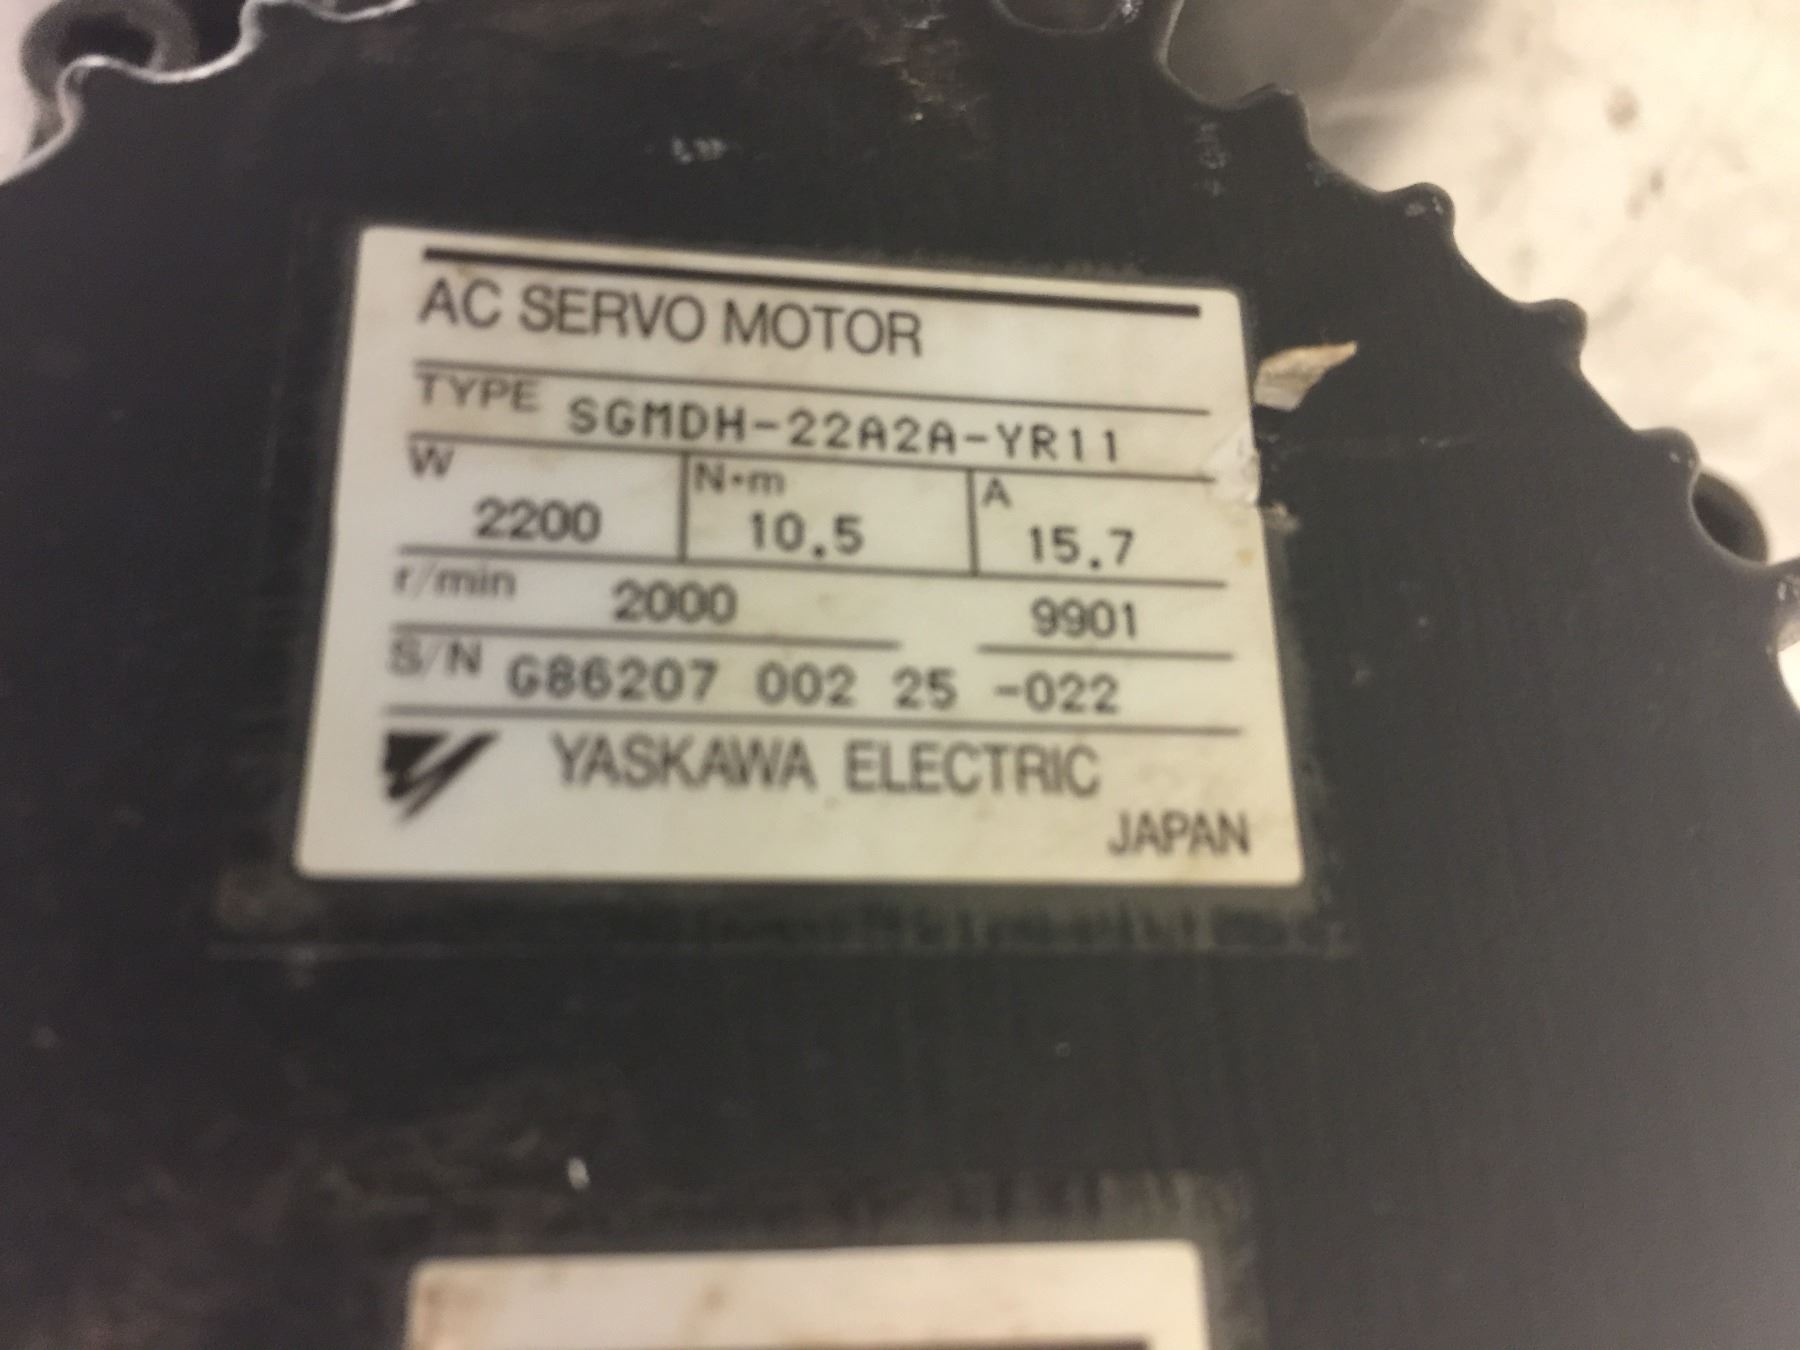 AC SERVO MOTOR
TYPE SGMDH-22A2A-YR11
W 2200 N·m 10.5 A 15.7
r/min 2000 9901
S/N G86207 002 25 -022
YASKAWA ELECTRIC
JAPAN